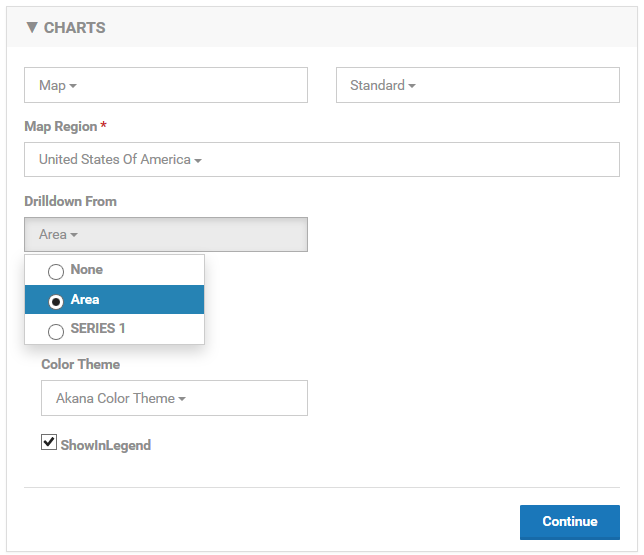 CHARTS
Map
Standard
Map Region *
United States Of America
Drilldown From
Area
None
Area
SERIES 1
Color Theme
Akana Color Theme
ShowInLegend
Continue